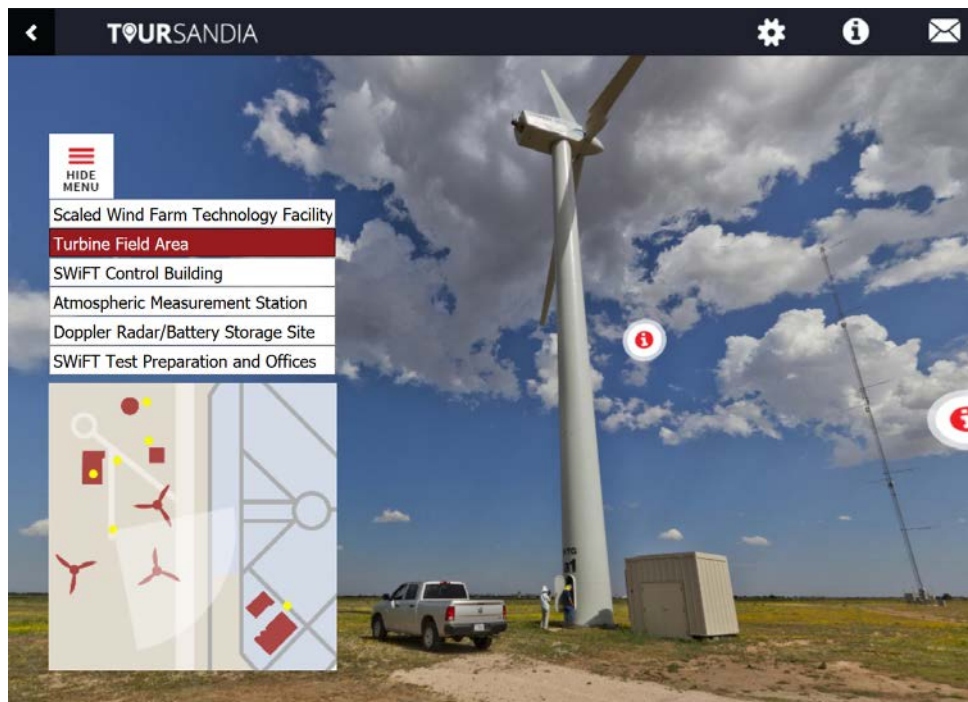 TOURSANDIA
HIDE
MENU
Scaled Wind Farm Technology Facility
Turbine Field Area
SWiFT Control Building
Atmospheric Measurement Station
Doppler Radar/Battery Storage Site
SWiFT Test Preparation and Offices